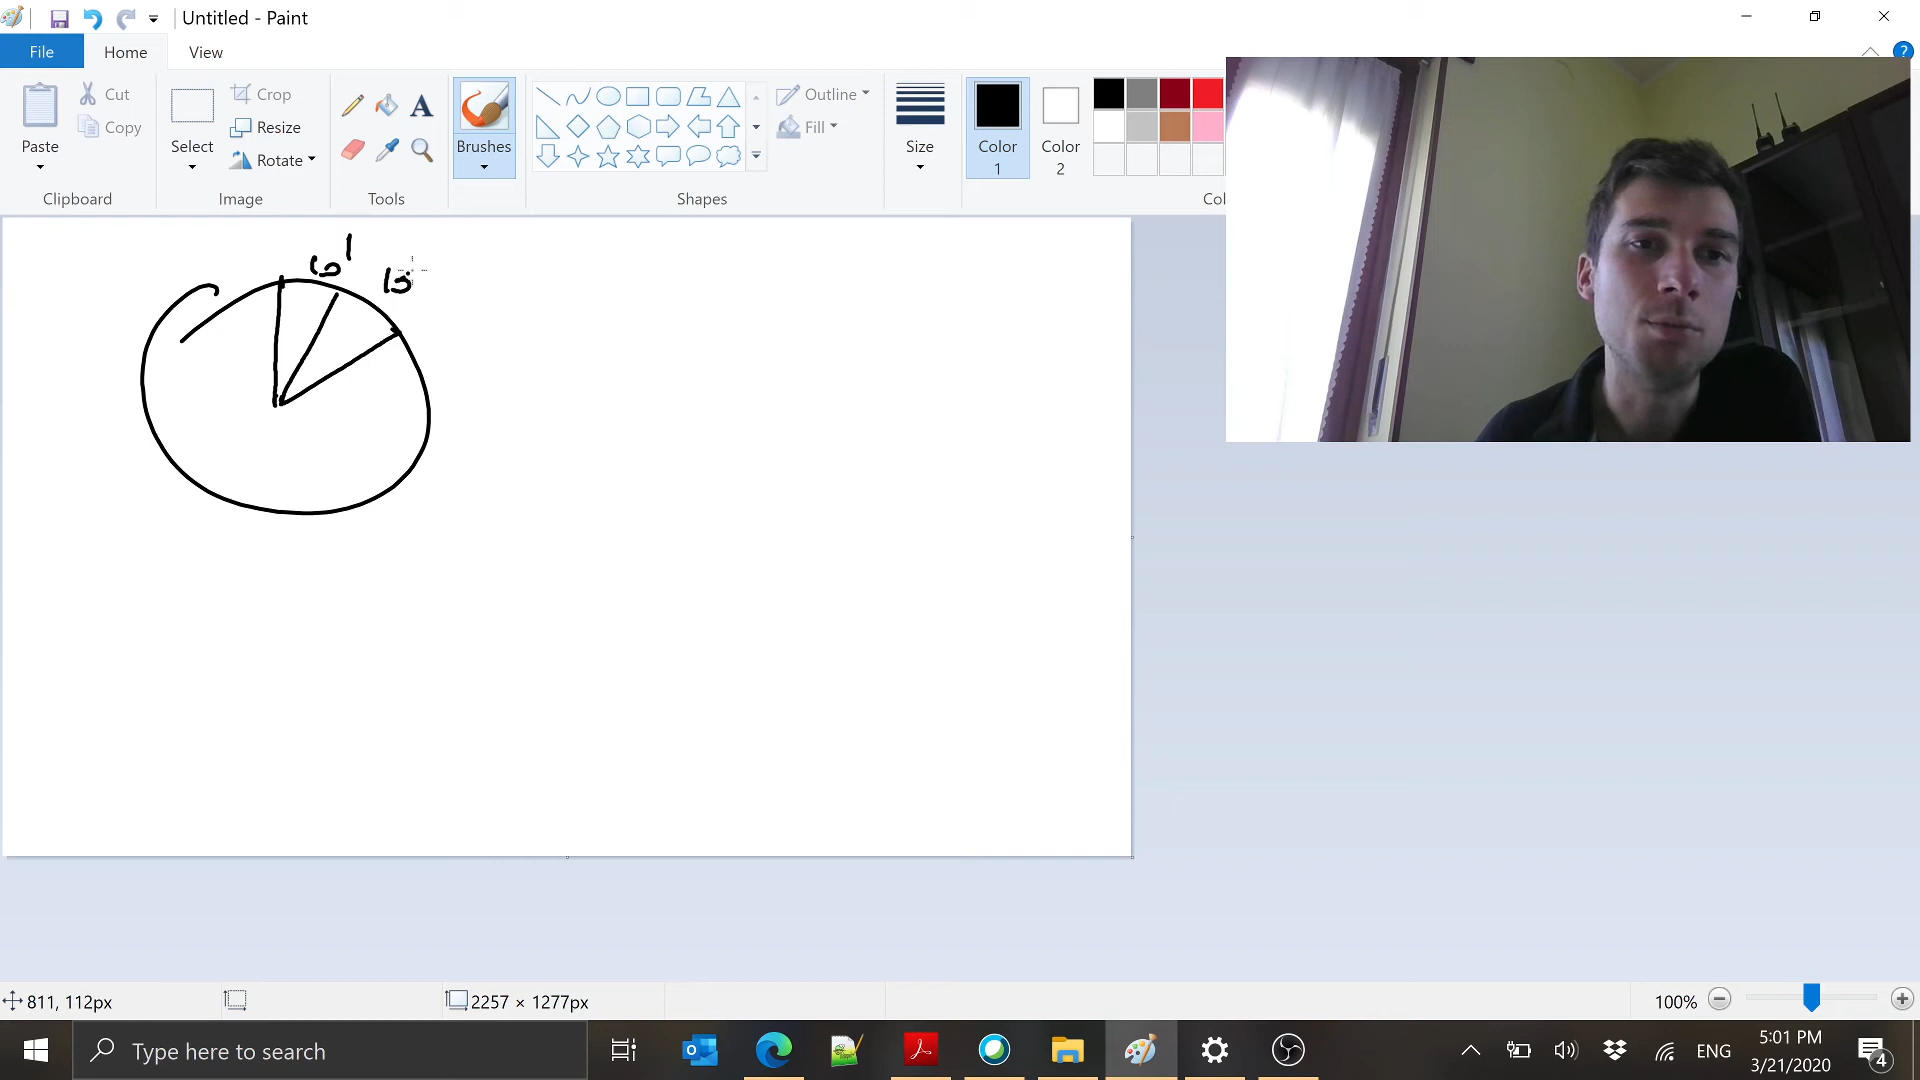 Untitled - Paint
File
Home
View
Paste
Cut
Copy
Clipboard
Select
Crop
Resize
Rotate
Image
Tools
Brushes
Shapes
Outline
Fill
Size
Color 1
Color 2
Col
?
811, 112px
2257 × 1277px
100%
Type here to search
ENG
5:01 PM
3/21/2020
4